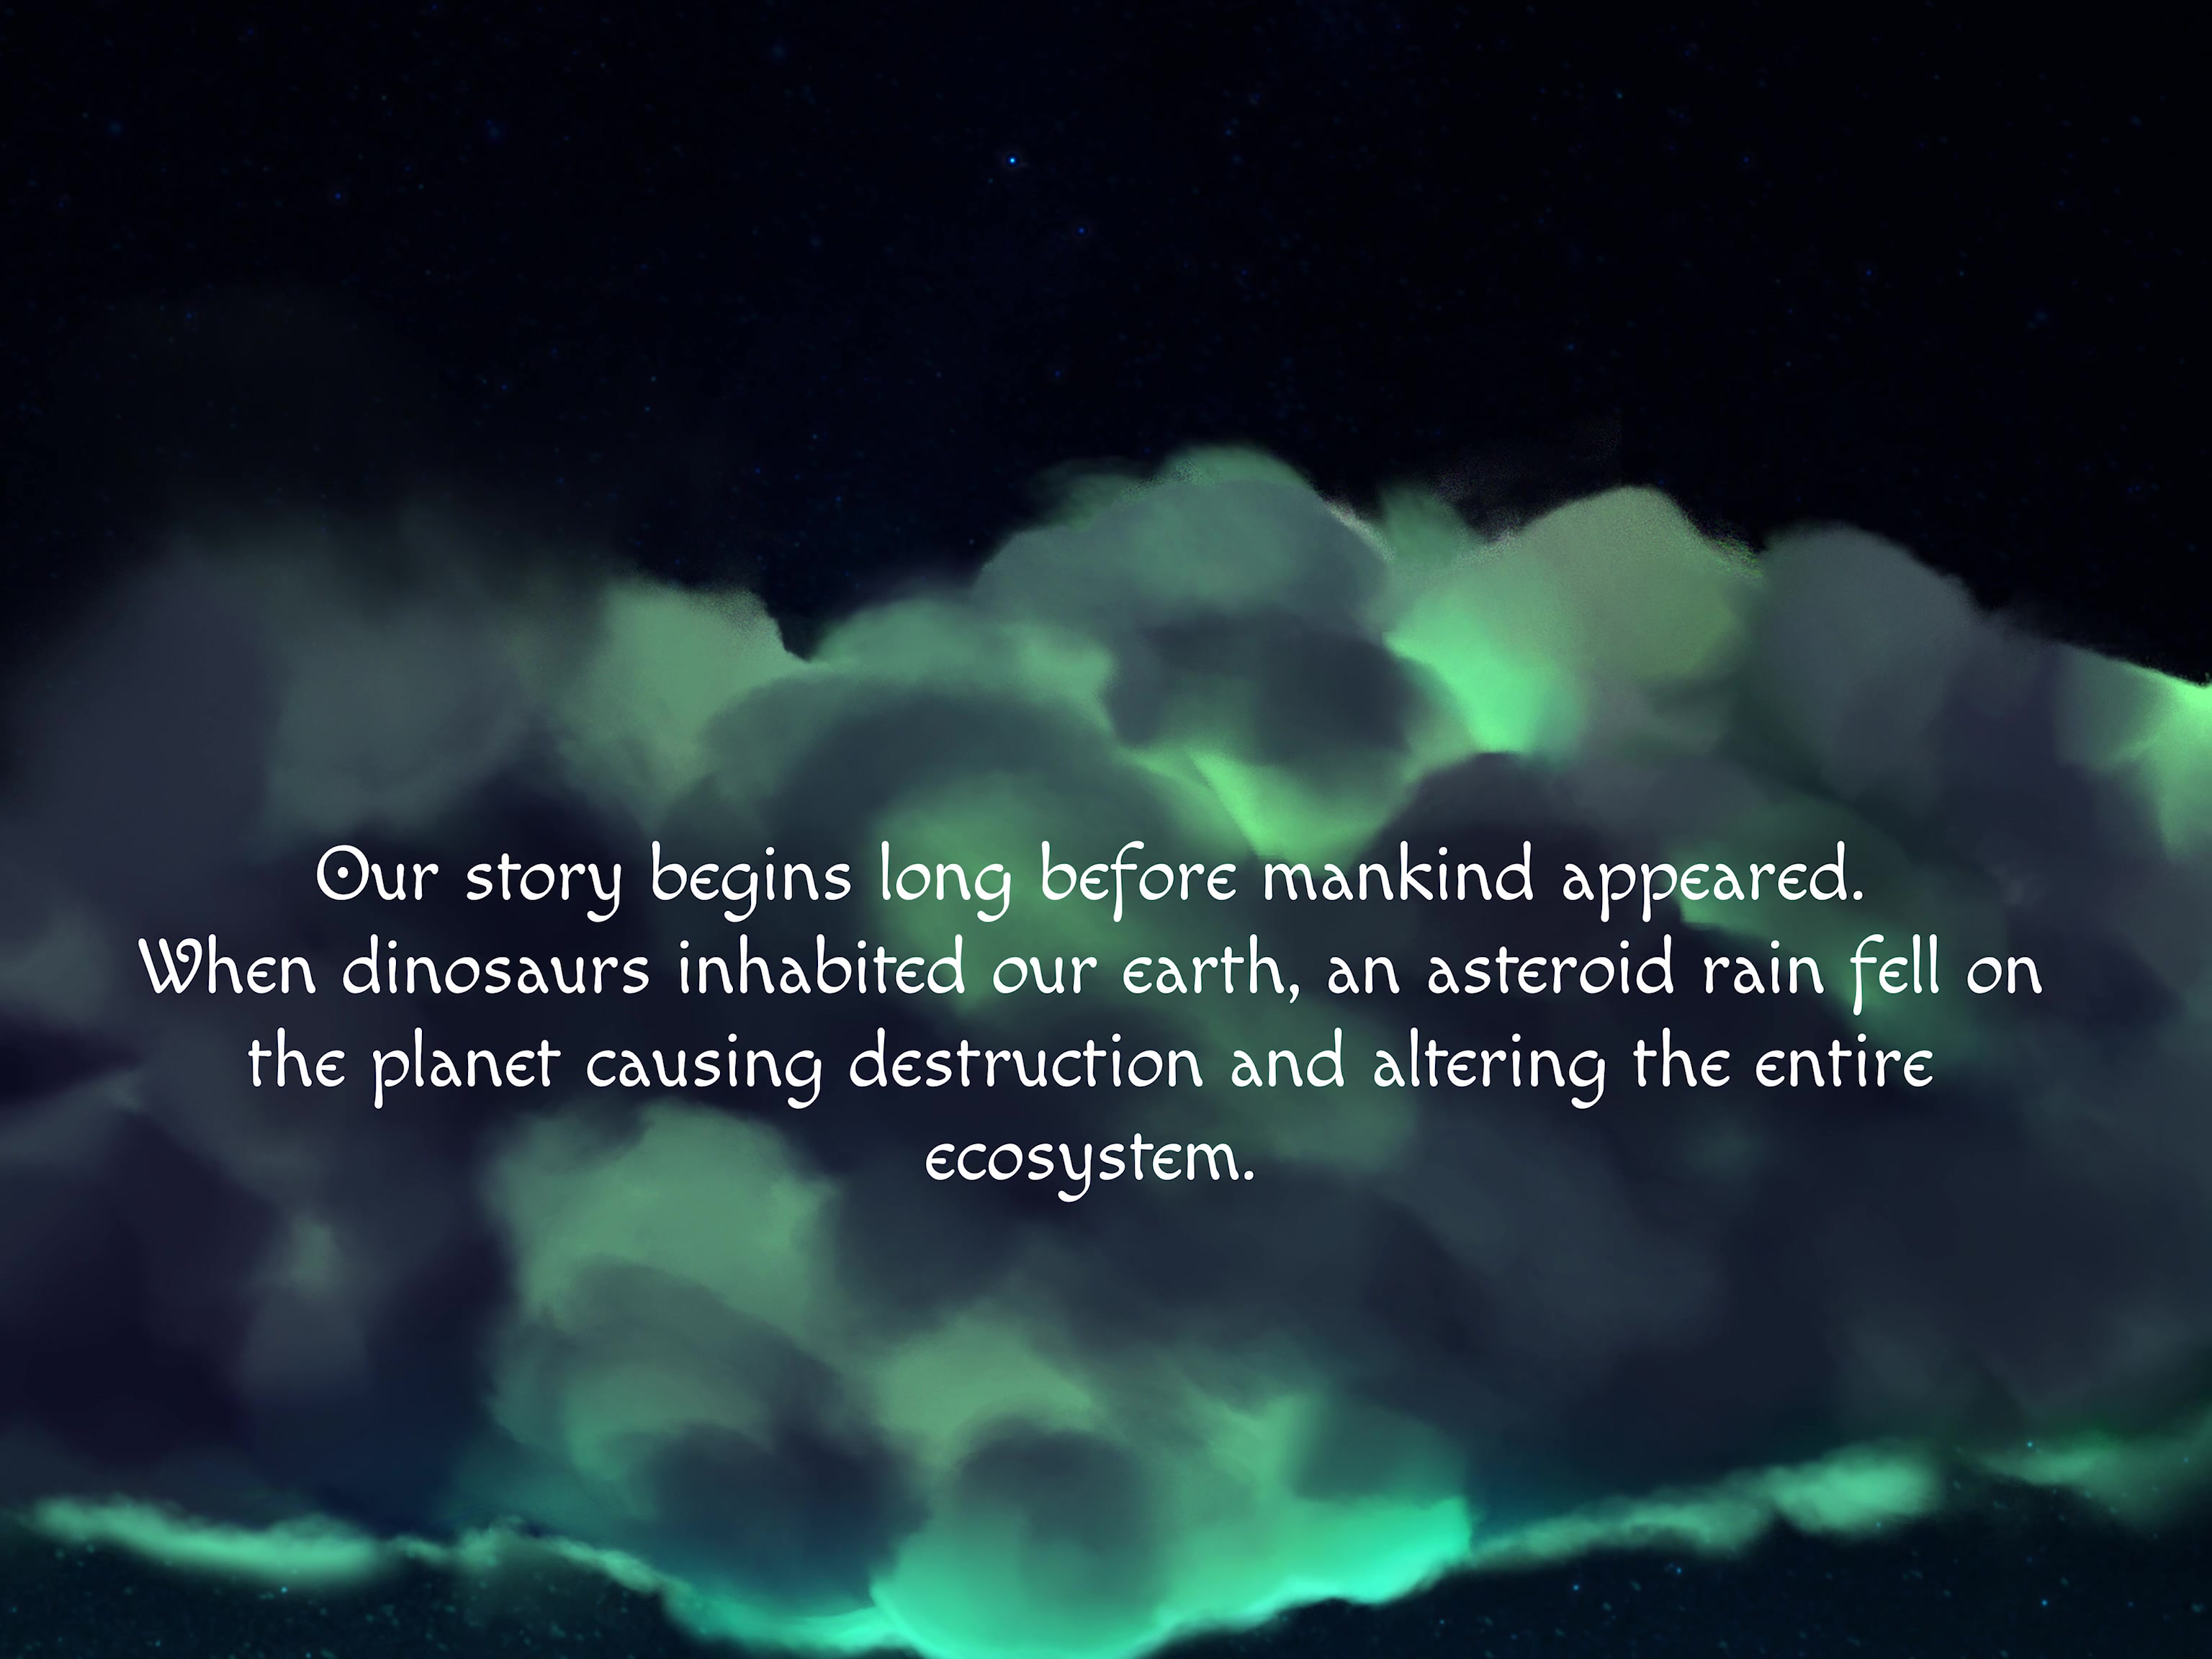 Our story begins long before mankind appeared.
When dinosaurs inhabited our earth, an asteroid rain fell on
the planet causing destruction and altering the entire
ecosystem.